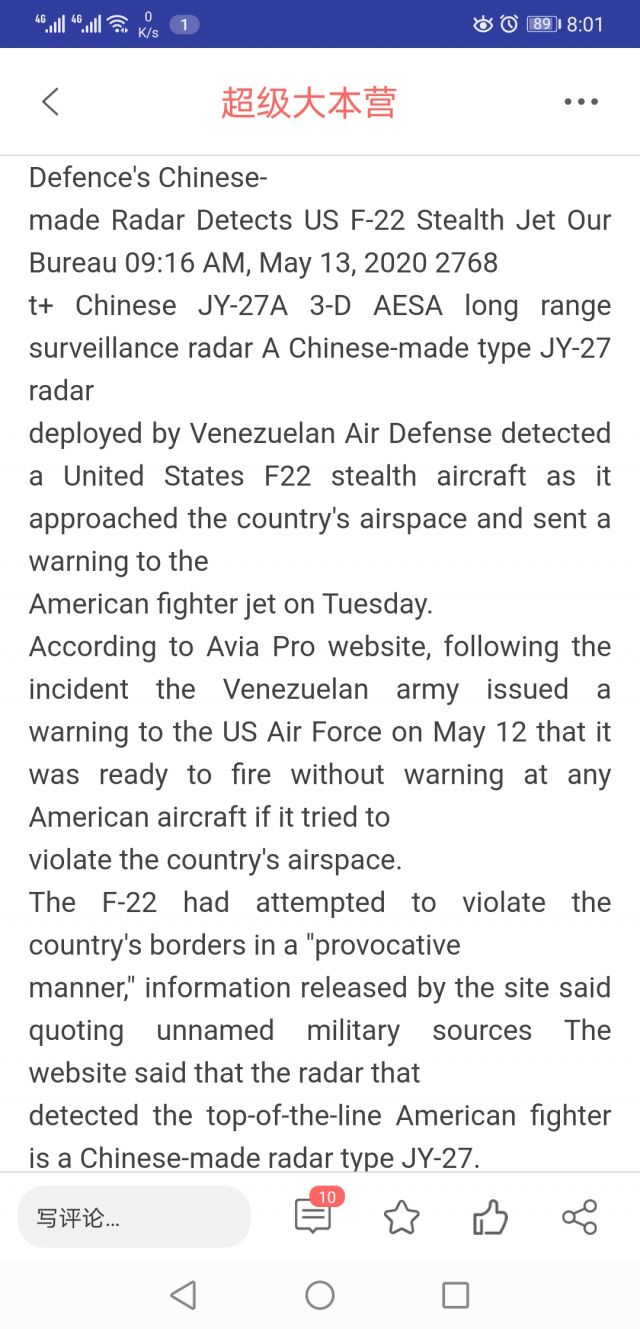 4G 4G 0 K/s 1 89 8:01
超级大本营
Defence's Chinese-
made Radar Detects US F-22 Stealth Jet Our
Bureau 09:16 AM, May 13, 2020 2768
t+ Chinese JY-27A 3-D AESA long range
surveillance radar A Chinese-made type JY-27
radar
deployed by Venezuelan Air Defense detected
a United States F22 stealth aircraft as it
approached the country's airspace and sent a
warning to the
American fighter jet on Tuesday.
According to Avia Pro website, following the
incident the Venezuelan army issued a
warning to the US Air Force on May 12 that it
was ready to fire without warning at any
American aircraft if it tried to
violate the country's airspace.
The F-22 had attempted to violate the
country's borders in a "provocative
manner," information released by the site said
quoting unnamed military sources The
website said that the radar that
detected the top-of-the-line American fighter
is a Chinese-made radar type JY-27.
写评论... 10